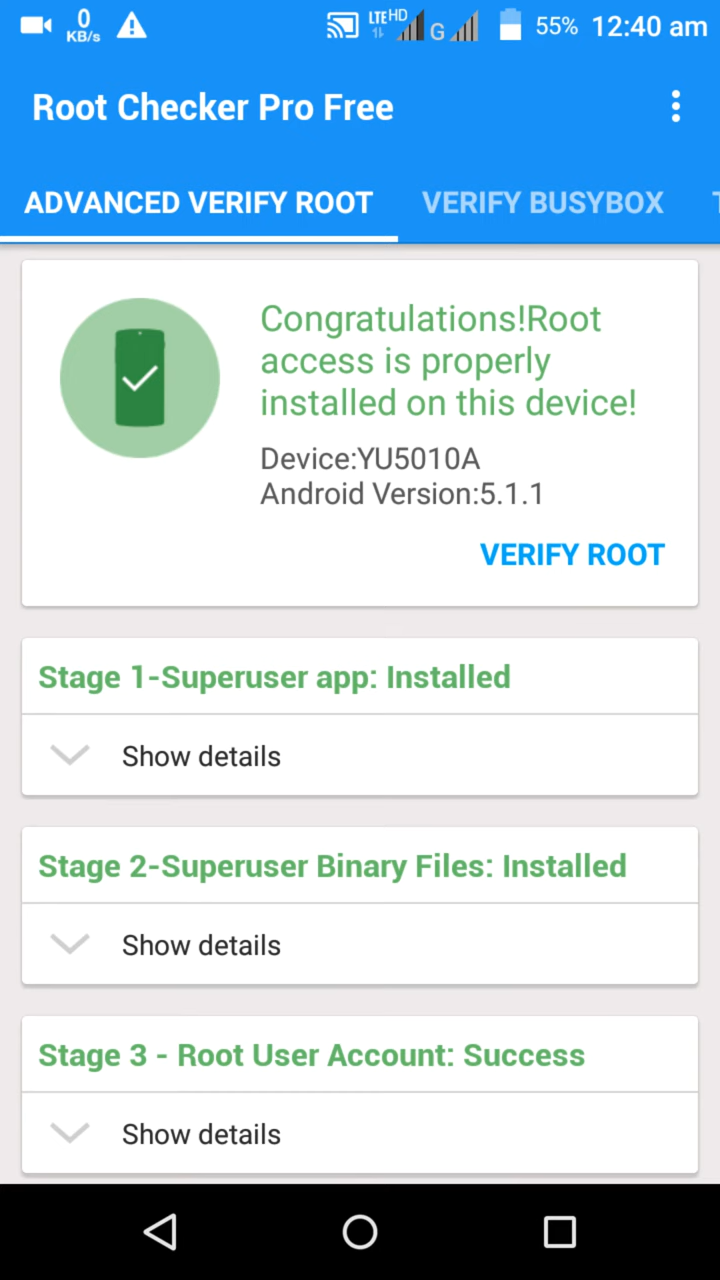 0
KB/s
LTE HD
G
55% 12:40 am
Root Checker Pro Free
ADVANCED VERIFY ROOT VERIFY BUSYBOX T
Congratulations!Root
access is properly
installed on this device!
Device:YU5010A
Android Version:5.1.1
VERIFY ROOT
Stage 1-Superuser app: Installed
Show details
Stage 2-Superuser Binary Files: Installed
Show details
Stage 3 - Root User Account: Success
Show details